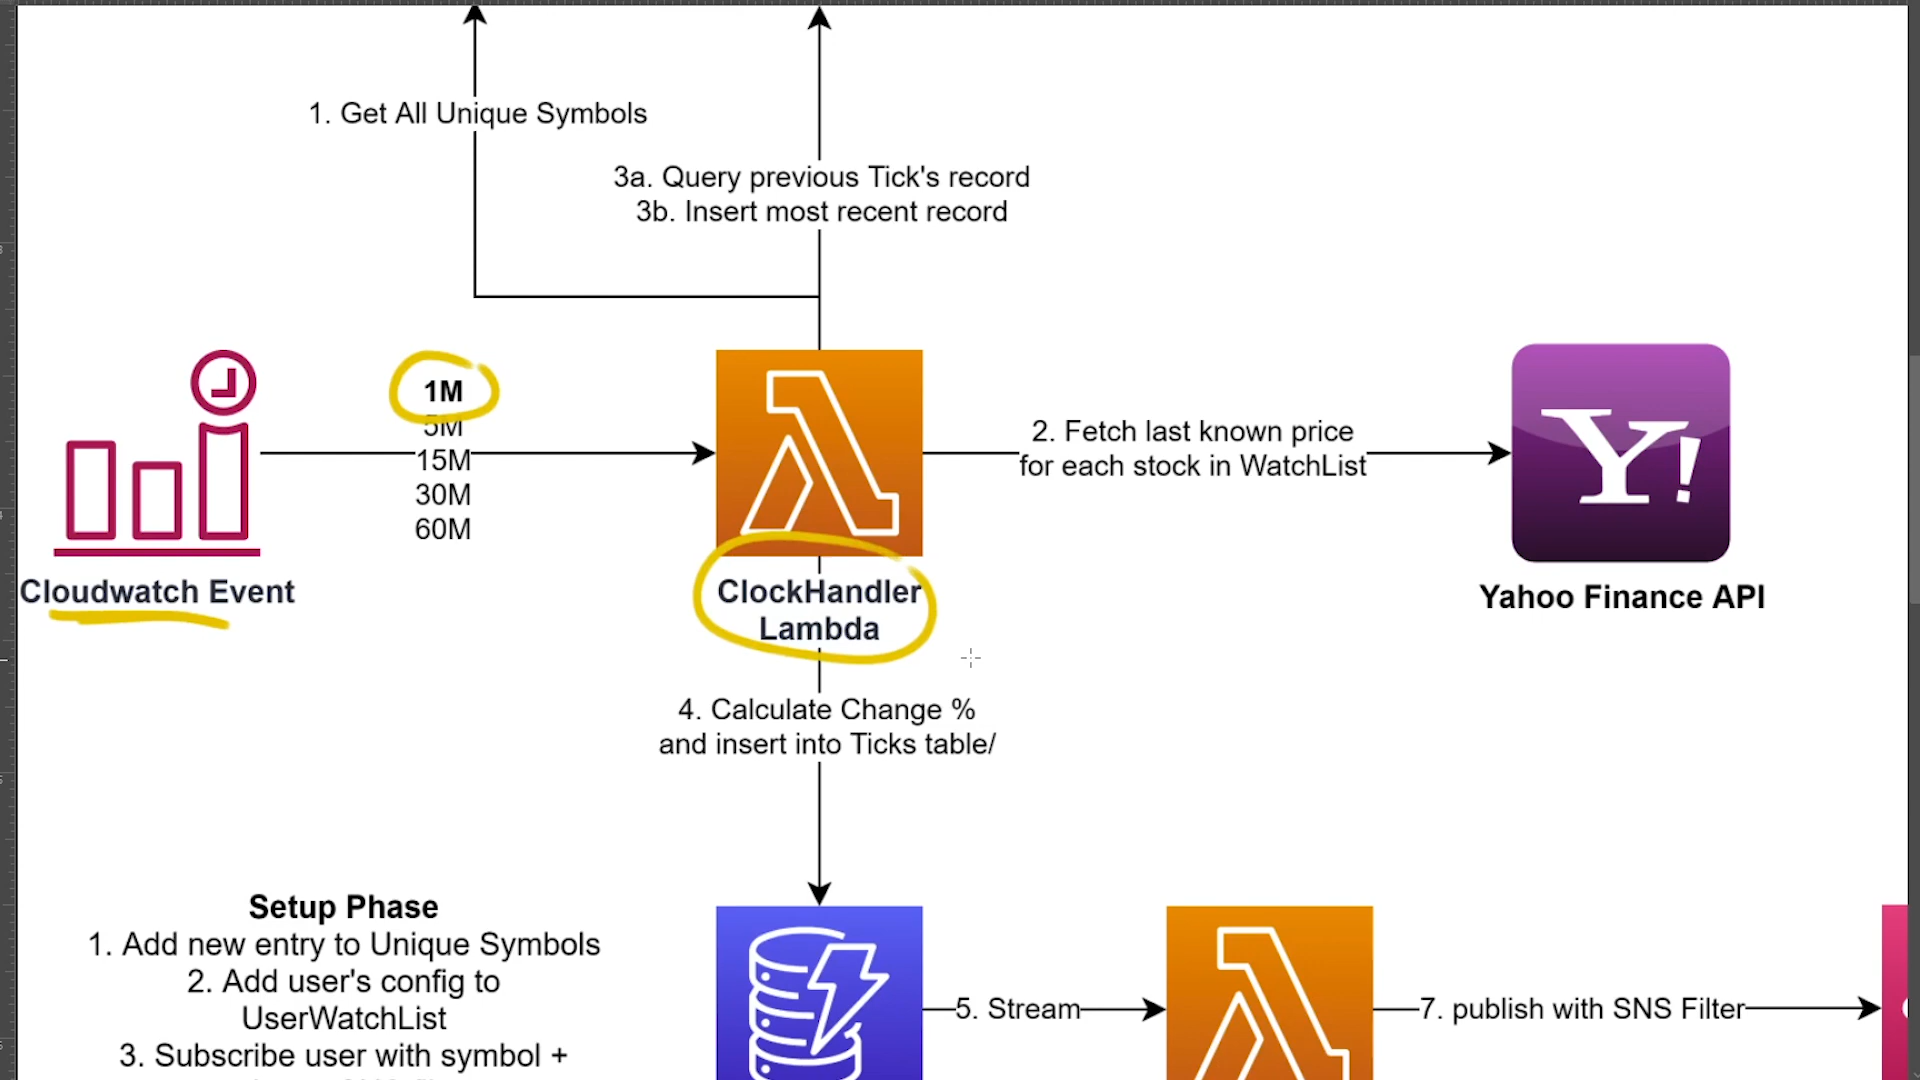 1. Get All Unique Symbols
3a. Query previous Tick's record
3b. Insert most recent record
1M
5M
15M
30M
60M
2. Fetch last known price
for each stock in WatchList
Y!
Cloudwatch Event
ClockHandler
Lambda
Yahoo Finance API
4. Calculate Change %
and insert into Ticks table/
Setup Phase
1. Add new entry to Unique Symbols
2. Add user's config to
UserWatchList
3. Subscribe user with symbol +
5. Stream
7. publish with SNS Filter